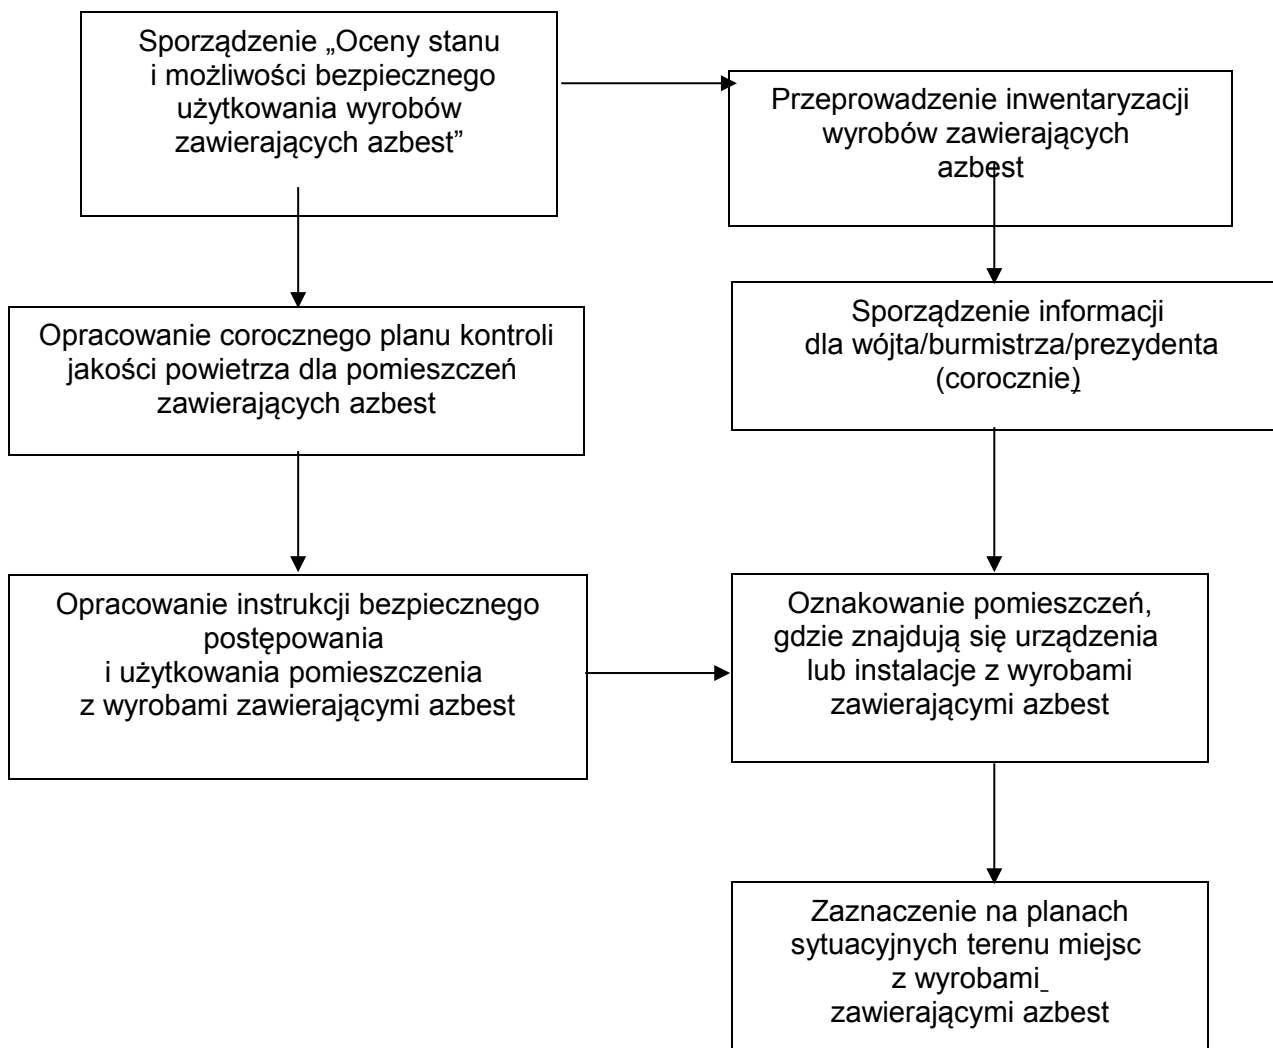 Sporządzenie „Oceny stanu
i możliwości bezpiecznego
użytkowania wyrobów
zawierających azbest”
Przeprowadzenie inwentaryzacji
wyrobów zawierających
azbest
Opracowanie corocznego planu kontroli
jakości powietrza dla pomieszczeń
zawierających azbest
Sporządzenie informacji
dla wójta/burmistrza/prezydenta
(corocznie)
Opracowanie instrukcji bezpiecznego
postępowania
i użytkowania pomieszczenia
z wyrobami zawierającymi azbest
Oznakowanie pomieszczeń,
gdzie znajdują się urządzenia
lub instalacje z wyrobami
zawierającymi azbest
Zaznaczenie na planach
sytuacyjnych terenu miejsc
z wyrobami
zawierającymi azbest